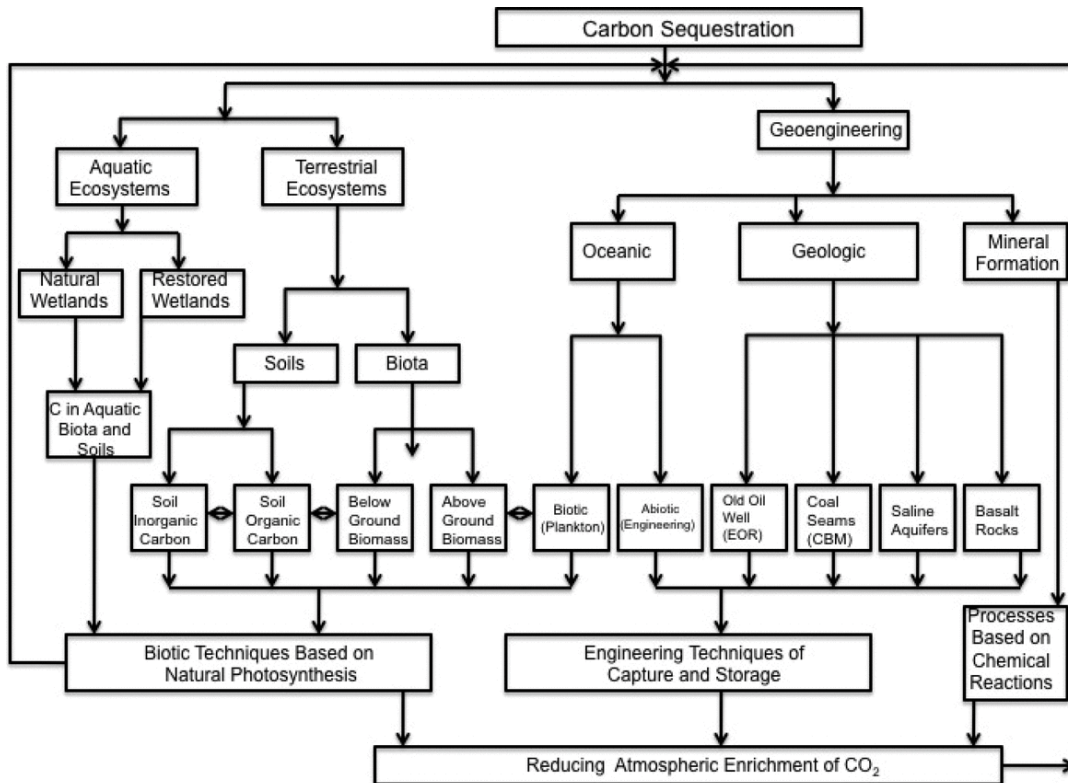 Carbon Sequestration
Geoengineering
Aquatic
Ecosystems
Terrestrial
Ecosystems
Oceanic
Geologic
Mineral
Formation
Natural
Wetlands
Restored
Wetlands
Soils
Biota
C in Aquatic
Biota and
Soils
Soil
Inorganic
Carbon
Soil
Organic
Carbon
Below
Ground
Biomass
Above
Ground
Biomass
Biotic
(Plankton)
Abiotic
(Engineering)
Old Oil
Well
(EOR)
Coal
Seams
(CBM)
Saline
Aquifers
Basalt
Rocks
Biotic Techniques Based on
Natural Photosynthesis
Engineering Techniques of
Capture and Storage
Processes
Based on
Chemical
Reactions
Reducing Atmospheric Enrichment of CO₂